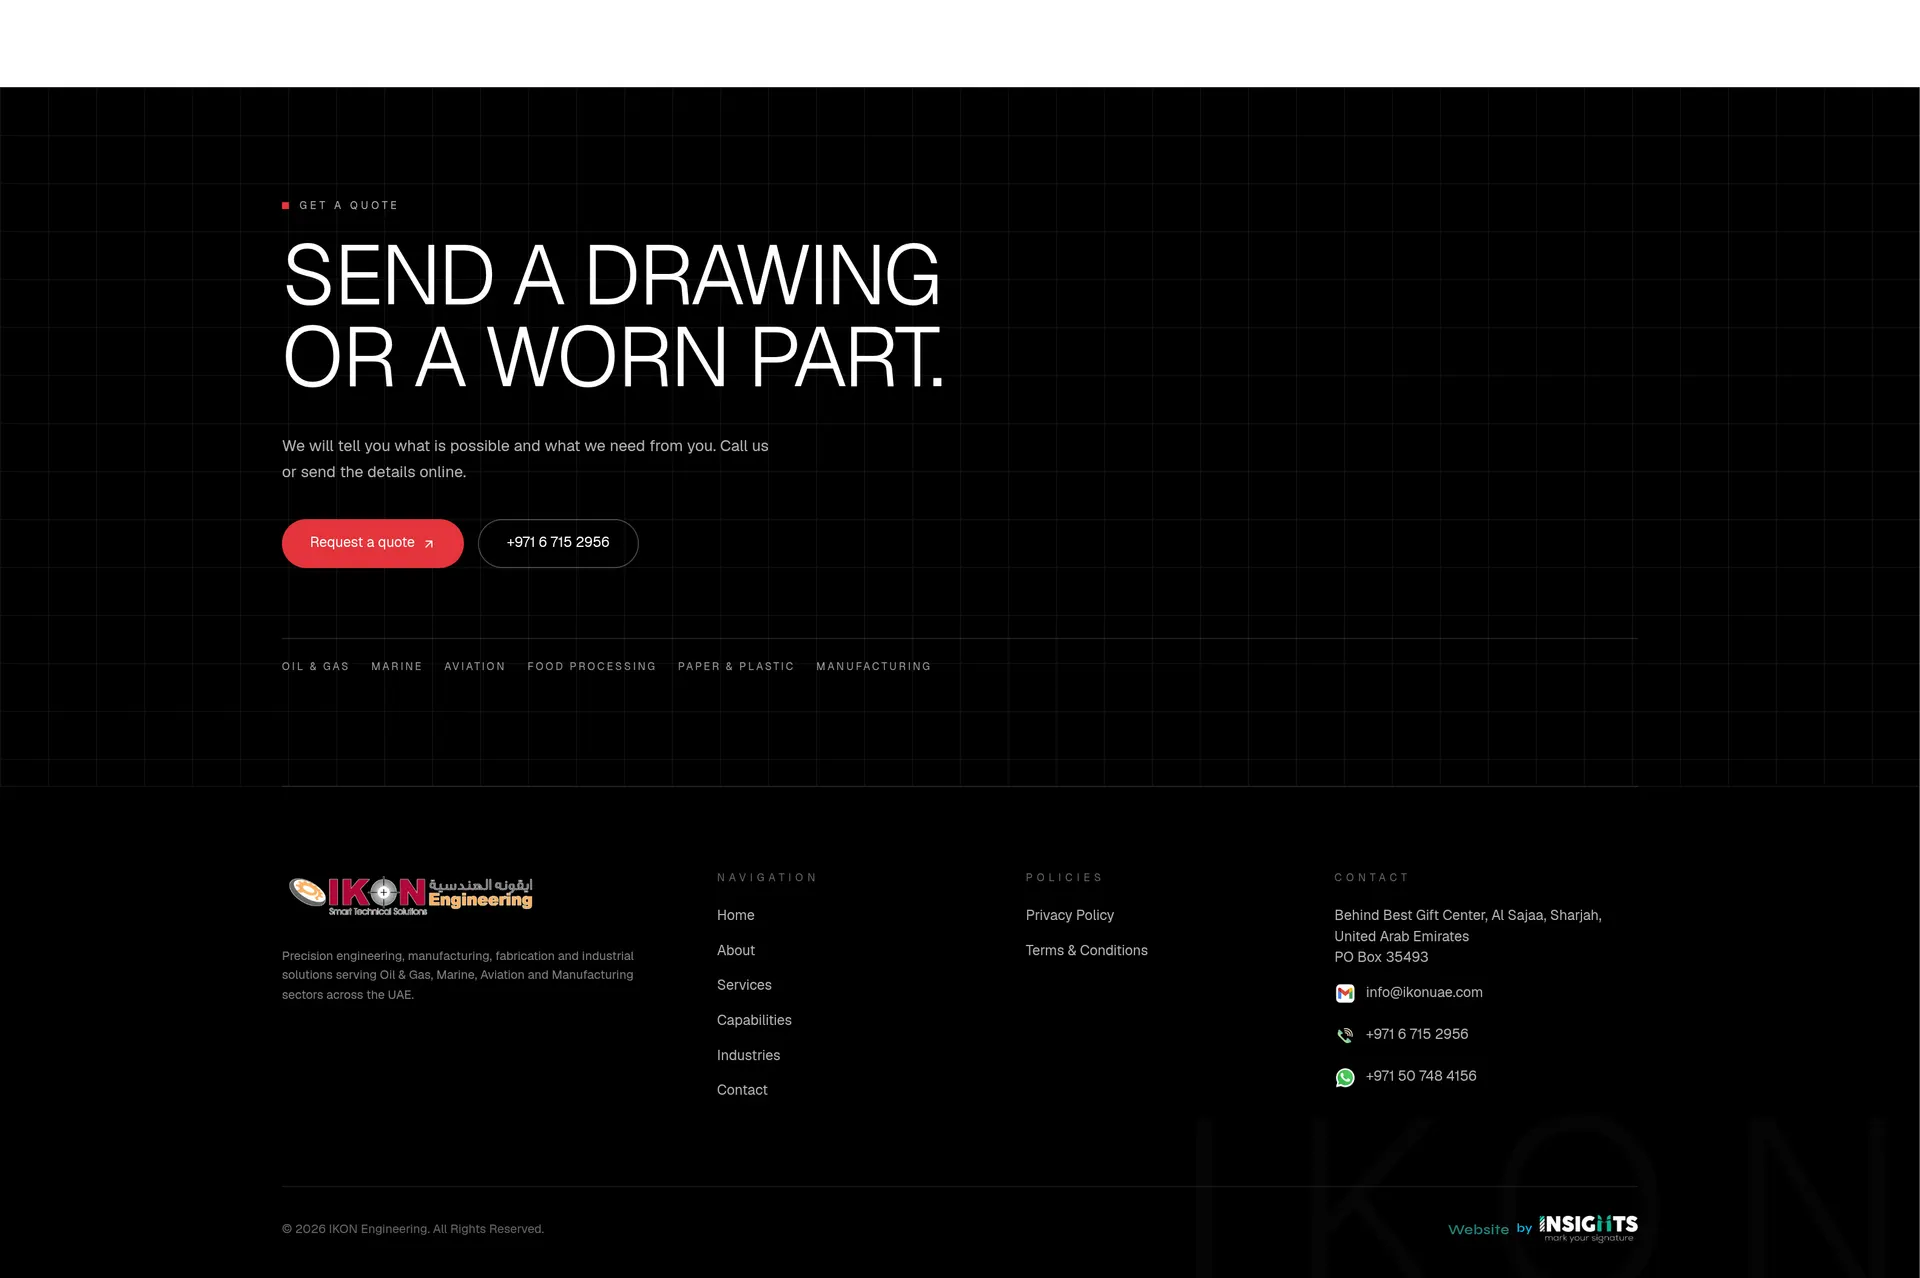 GET A QUOTE
SEND A DRAWING
OR A WORN PART.
We will tell you what is possible and what we need from you. Call us
or send the details online.
Request a quote
+971 6 715 2956
OIL & GAS MARINE AVIATION FOOD PROCESSING PAPER & PLASTIC MANUFACTURING
IKON
ايقونه الهندسية
Engineering
Smart Technical Solutions
Precision engineering, manufacturing, fabrication and industrial
solutions serving Oil & Gas, Marine, Aviation and Manufacturing
sectors across the UAE.
NAVIGATION
Home
About
Services
Capabilities
Industries
Contact
POLICIES
Privacy Policy
Terms & Conditions
CONTACT
Behind Best Gift Center, Al Sajaa, Sharjah,
United Arab Emirates
PO Box 35493
info@ikonuae.com
+971 6 715 2956
+971 50 748 4156
IKON
© 2026 IKON Engineering. All Rights Reserved.
Website by INSIGHTS
mark your signature